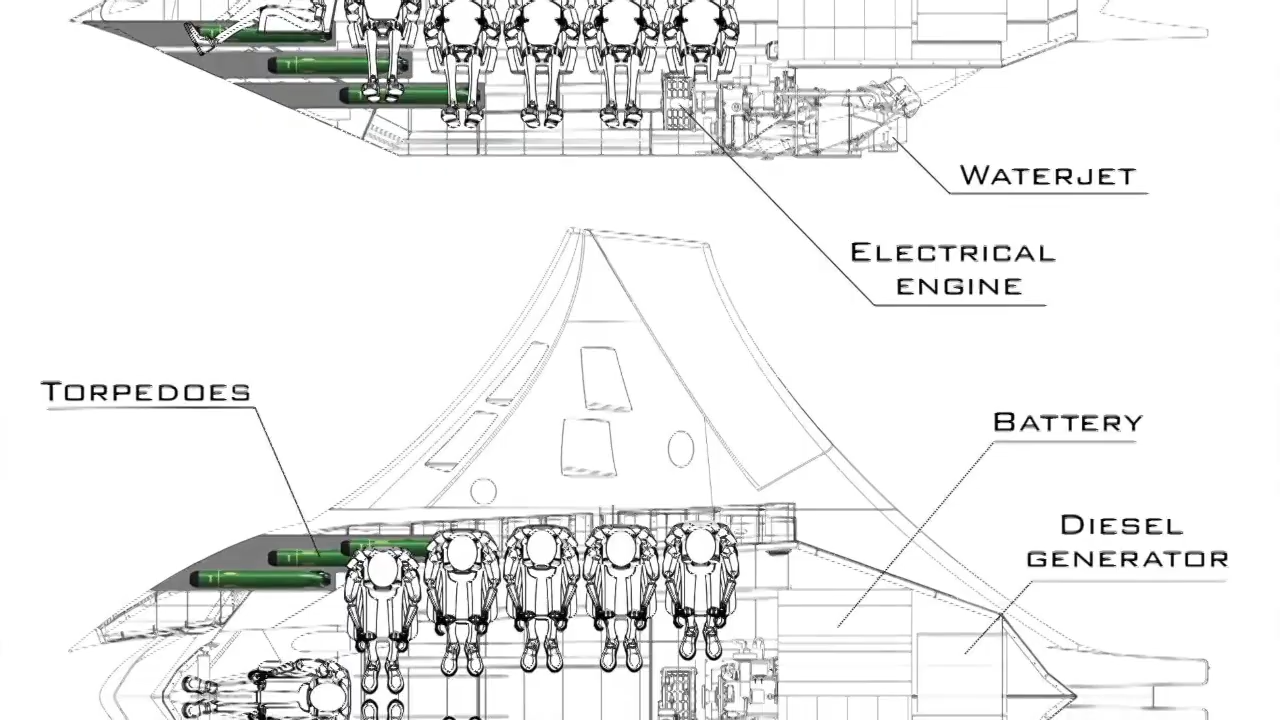 WATERJET
ELECTRICAL
ENGINE
TORPEDOES
BATTERY
DIESEL
GENERATOR